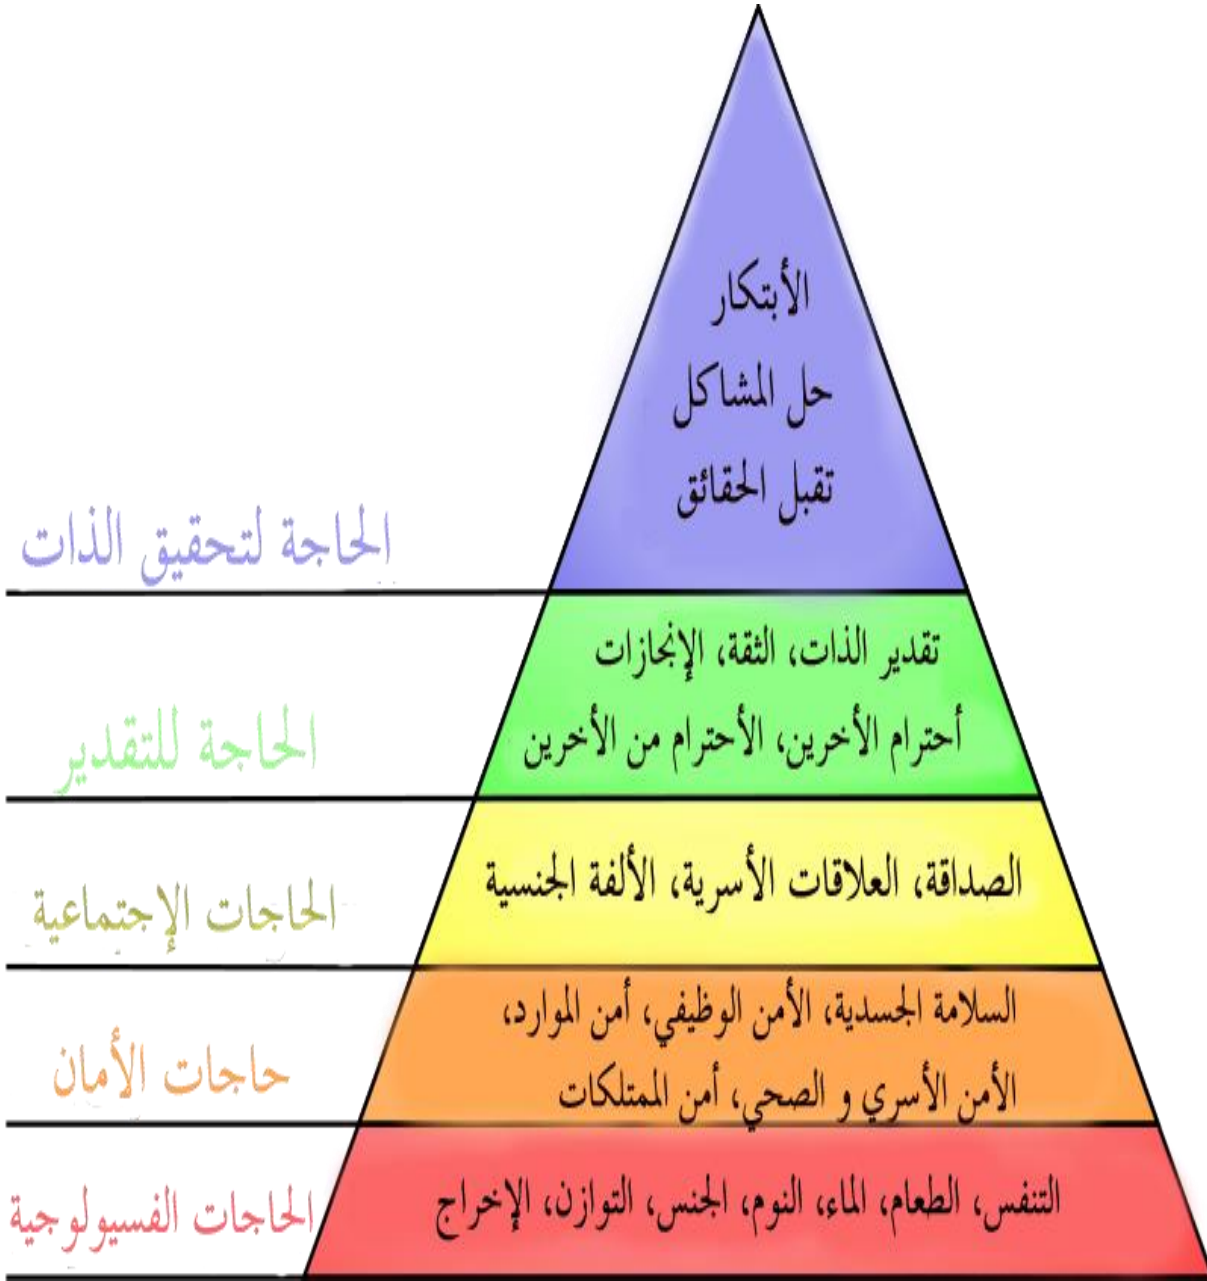 الأبتكار
حل المشاكل
تقبل الحقائق
الحاجة لتحقيق الذات
تقدير الذات، الثقة، الإنجازات
أحترام الأخرين، الأحترام من الأخرين
الحاجة للتقدير
الصداقة، العلاقات الأسرية، الألفة الجنسية
الحاجات الإجتماعية
السلامة الجسدية، الأمن الوظيفي، أمن الموارد،
الأمن الأسري و الصحي، أمن الممتلكات
حاجات الأمان
التنفس، الطعام، الماء، النوم، الجنس، التوازن، الإخراج
الحاجات الفسيولوجية